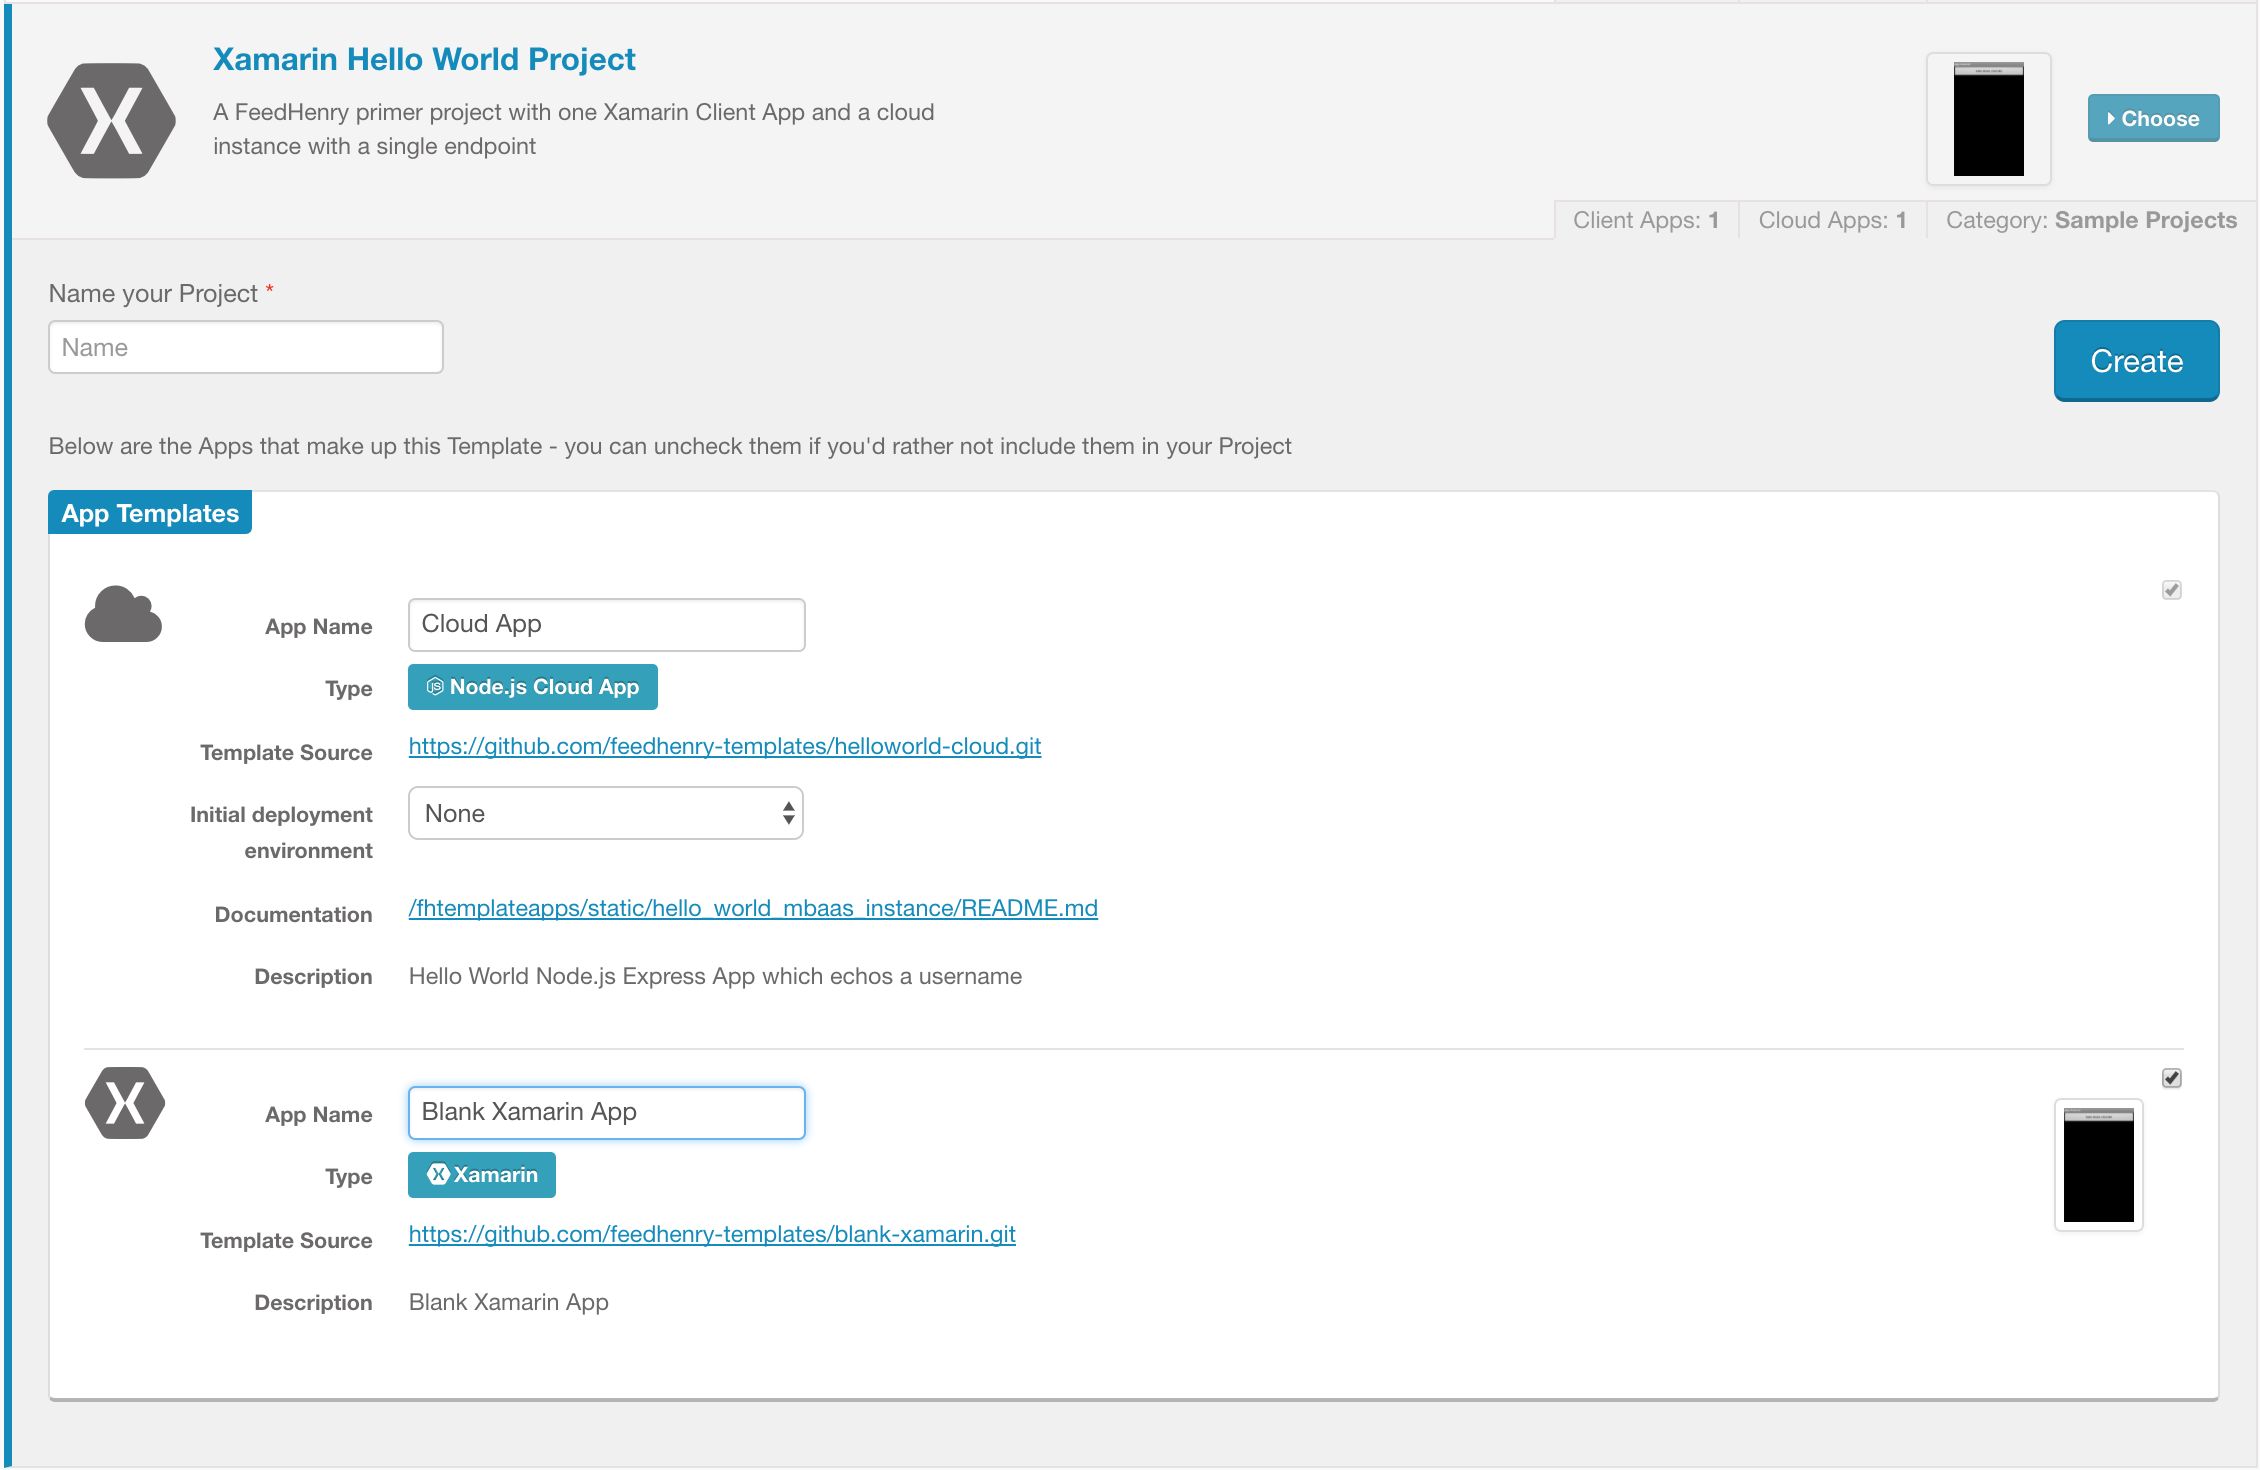 Xamarin Hello World Project
A FeedHenry primer project with one Xamarin Client App and a cloud
instance with a single endpoint
Choose
Client Apps: 1
Cloud Apps: 1
Category: Sample Projects
Name your Project *
Name
Create
Below are the Apps that make up this Template - you can uncheck them if you'd rather not include them in your Project
App Templates
App Name
Cloud App
Type
Node.js Cloud App
Template Source
https://github.com/feedhenry-templates/helloworld-cloud.git
Initial deployment
environment
None
Documentation
/fhtemplateapps/static/hello_world_mbaas_instance/README.md
Description
Hello World Node.js Express App which echos a username
App Name
Blank Xamarin App
Type
Xamarin
Template Source
https://github.com/feedhenry-templates/blank-xamarin.git
Description
Blank Xamarin App